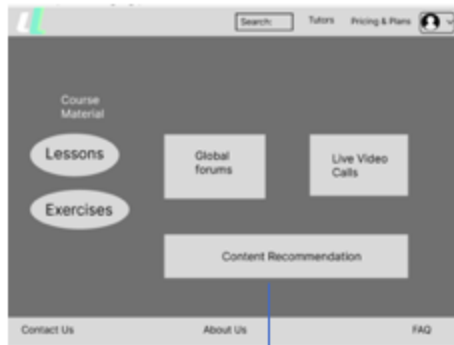 Search:
Tutors
Pricing & Plans
Course
Material
Lessons
Exercises
Global
forums
Live Video
Calls
Content Recommendation
Contact Us
About Us
FAQ